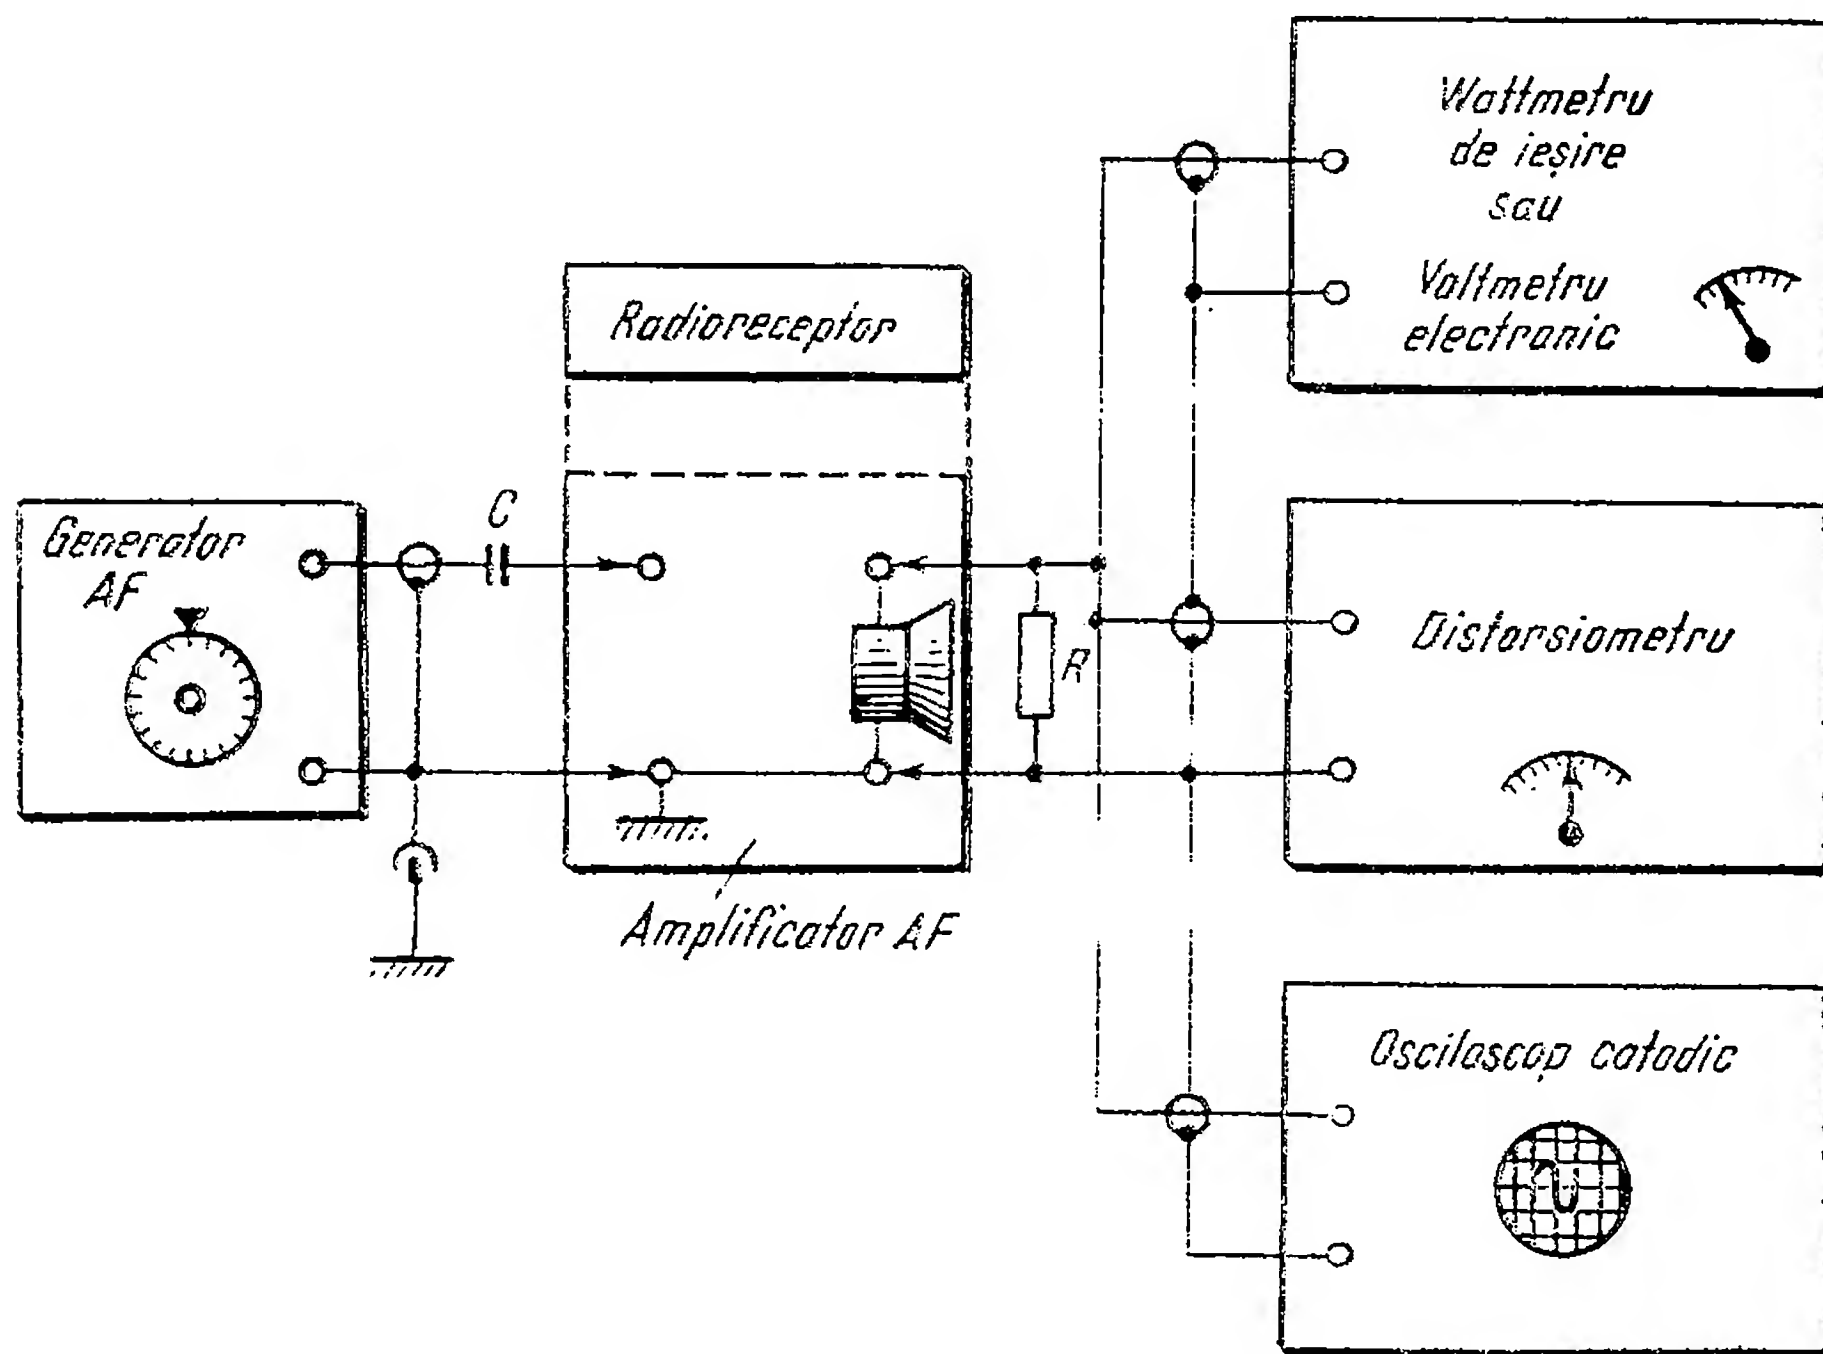 Wattmetru
de ieșire
sau
Voltmetru
electronic
Radioreceptor
Generator
AF
C
R
Distorsiometru
Amplificator AF
Osciloscop catodic